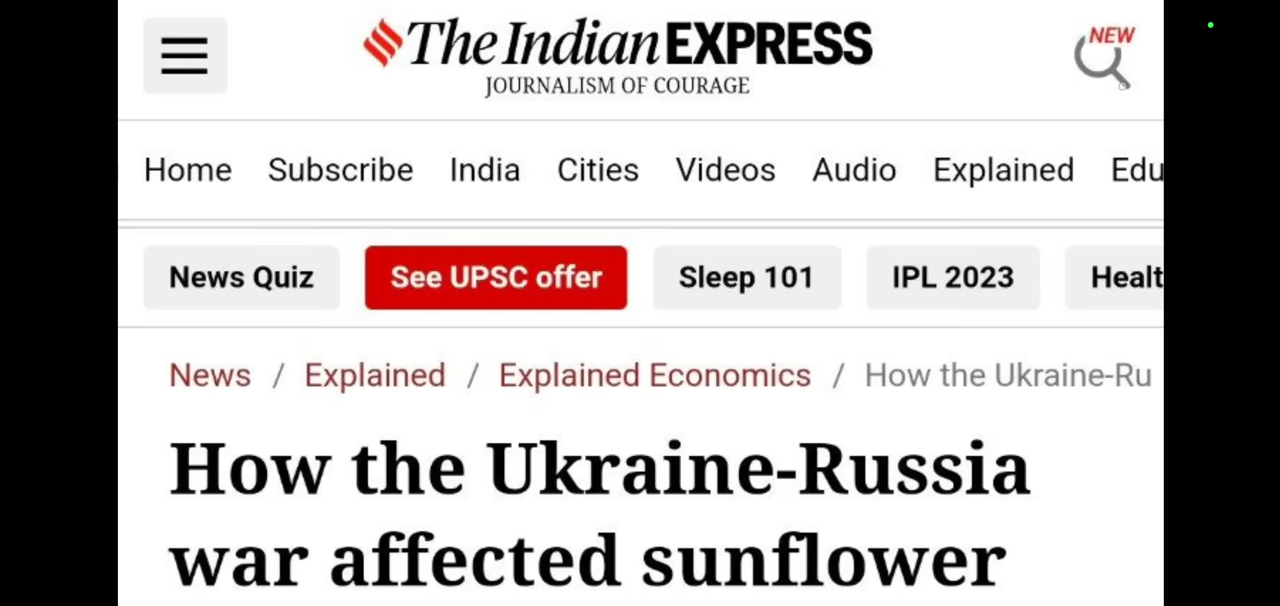 The Indian EXPRESS
JOURNALISM OF COURAGE
NEW
Home Subscribe India Cities Videos Audio Explained Edu
News Quiz See UPSC offer Sleep 101 IPL 2023 Healt
News / Explained / Explained Economics / How the Ukraine-Ru
How the Ukraine-Russia
war affected sunflower